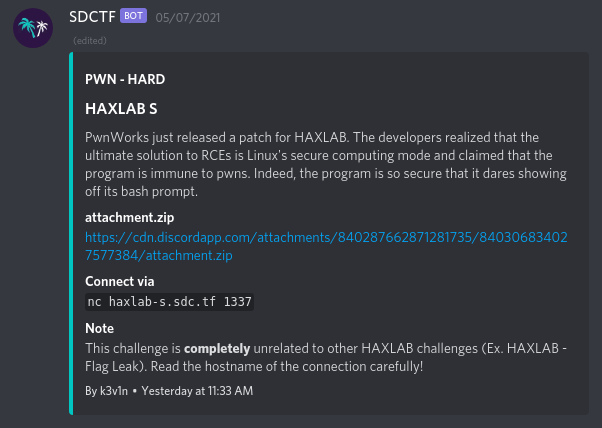 SDCTF BOT 05/07/2021
(edited)
PWN - HARD
HAXLAB S
PwnWorks just released a patch for HAXLAB. The developers realized that the
ultimate solution to RCEs is Linux's secure computing mode and claimed that the
program is immune to pwns. Indeed, the program is so secure that it dares showing
off its bash prompt.
attachment.zip
https://cdn.discordapp.com/attachments/840287662871281735/84030683402
7577384/attachment.zip
Connect via
nc haxlab-s.sdc.tf 1337
Note
This challenge is completely unrelated to other HAXLAB challenges (Ex. HAXLAB -
Flag Leak). Read the hostname of the connection carefully!
By k3v1n • Yesterday at 11:33 AM